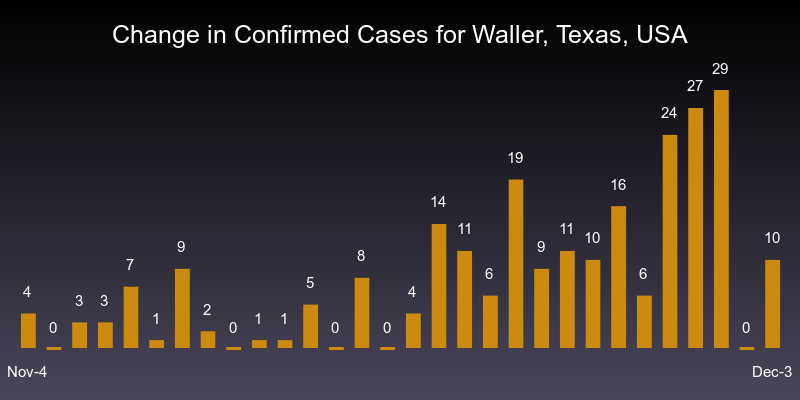 Change in Confirmed Cases for Waller, Texas, USA
4 0 3 3 7 1 9 2 0 1 1 5 0 8 0 4 14 11 6 19 9 11 10 16 6 24 27 29 0 10
Nov-4 Dec-3